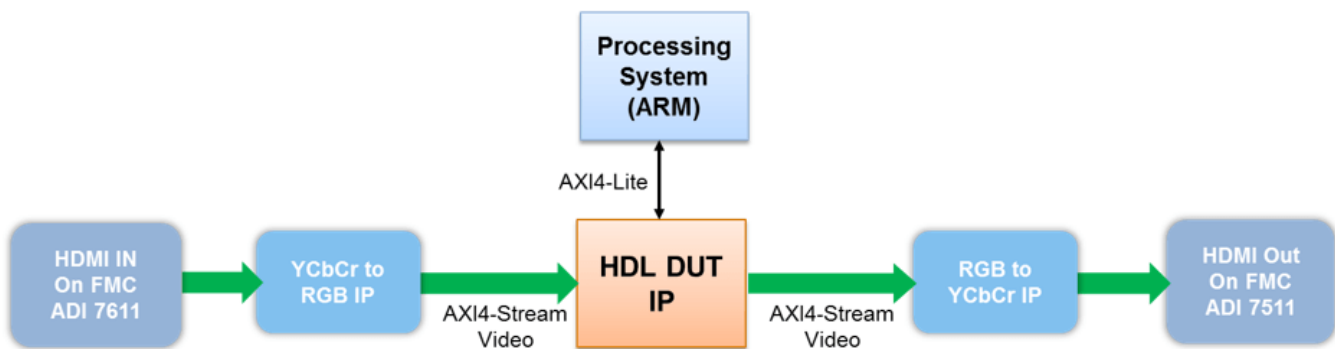 Processing
System
(ARM)
AXI4-Lite
HDMI IN
On FMC
ADI 7611
YCbCr to
RGB IP
AXI4-Stream
Video
HDL DUT
IP
AXI4-Stream
Video
RGB to
YCbCr IP
HDMI Out
On FMC
ADI 7511